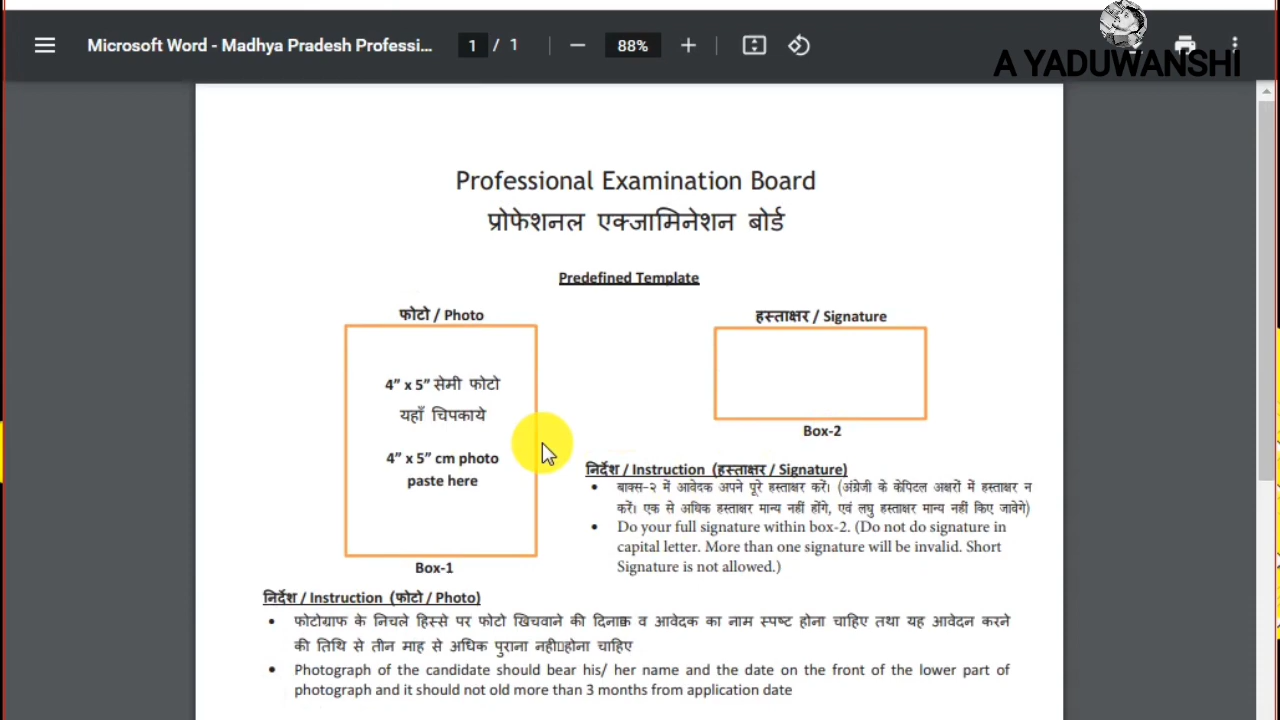 Microsoft Word - Madhya Pradesh Professi...
1 / 1
88%
A YADUWANSHI
Professional Examination Board
प्रोफेशनल एक्जामिनेशन बोर्ड
Predefined Template
फोटो / Photo
हस्ताक्षर / Signature
4” x 5” सेमी फोटो
यहाँ चिपकाये
4” x 5” cm photo
paste here
Box-1
Box-2
निर्देश / Instruction (हस्ताक्षर / Signature)
• बाक्स-२ में आवेदक अपने पूरे हस्ताक्षर करें। (अंग्रेजी के केपिटल अक्षरों में हस्ताक्षर न
करें। एक से अधिक हस्ताक्षर मान्य नहीं होंगे, एवं लघु हस्ताक्षर मान्य नहीं किए जावेगे)
• Do your full signature within box-2. (Do not do signature in
capital letter. More than one signature will be invalid. Short
Signature is not allowed.)
निर्देश / Instruction (फोटो / Photo)
• फोटोग्राफ के निचले हिस्से पर फोटो खिचवाने की दिनाक व आवेदक का नाम स्पष्ट होना चाहिए तथा यह आवेदन करने
की तिथि से तीन माह से अधिक पुराना नही▯होना चाहिए
• Photograph of the candidate should bear his/ her name and the date on the front of the lower part of
photograph and it should not old more than 3 months from application date